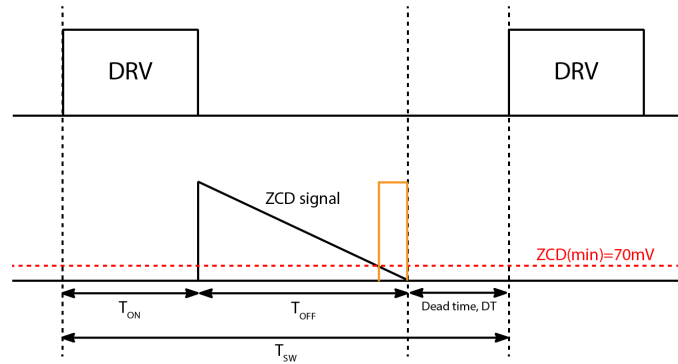 DRV
DRV
ZCD signal
ZCD(min)=70mV
TON
TOFF
Dead time, DT
TSW